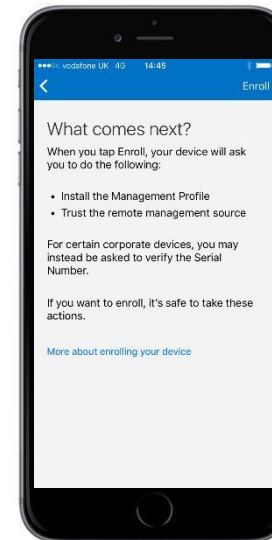 vodafone UK 4G 14:45
Enroll
What comes next?
When you tap Enroll, your device will ask
you to do the following:
• Install the Management Profile
• Trust the remote management source
For certain corporate devices, you may
instead be asked to verify the Serial
Number.
If you want to enroll, it's safe to take these
actions.
More about enrolling your device